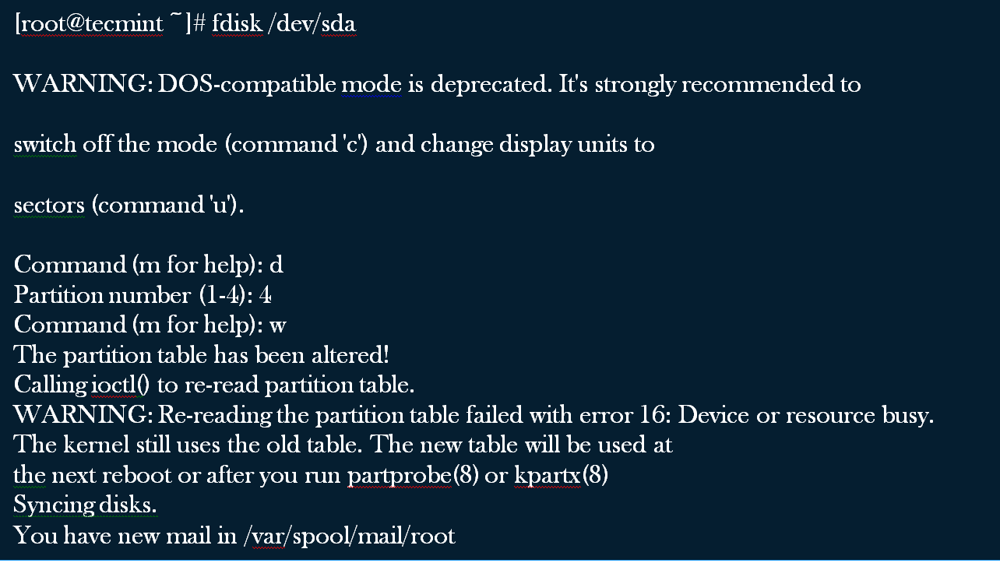 [root@tecmint ~]# fdisk /dev/sda
WARNING: DOS-compatible mode is deprecated. It's strongly recommended to
switch off the mode (command 'c') and change display units to
sectors (command 'u').
Command (m for help): d
Partition number (1-4): 4
Command (m for help): w
The partition table has been altered!
Calling ioctl() to re-read partition table.
WARNING: Re-reading the partition table failed with error 16: Device or resource busy.
The kernel still uses the old table. The new table will be used at
the next reboot or after you run partprobe(8) or kpartx(8)
Syncing disks.
You have new mail in /var/spool/mail/root